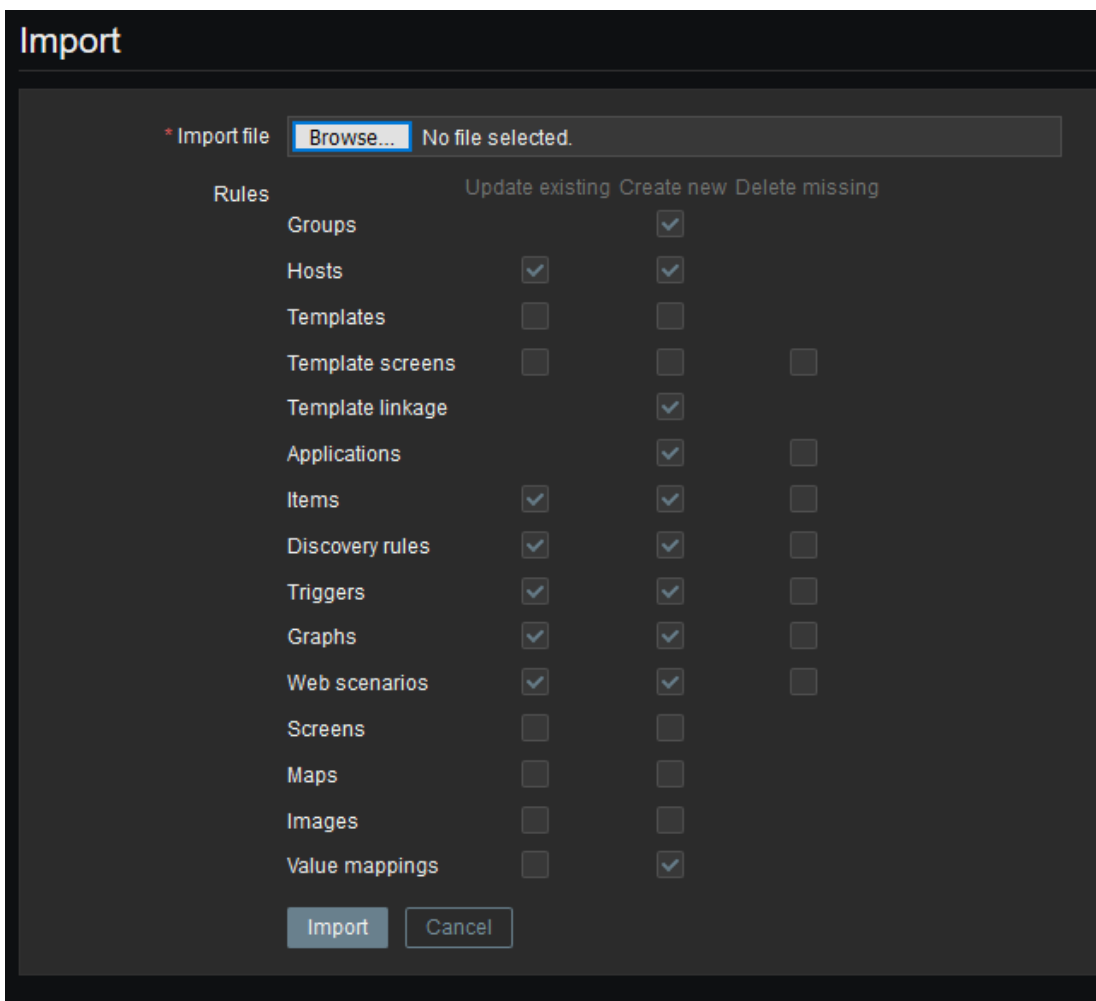 Import
* Import file Browse... No file selected.
Rules Update existing Create new Delete missing
Groups
Hosts
Templates
Template screens
Template linkage
Applications
Items
Discovery rules
Triggers
Graphs
Web scenarios
Screens
Maps
Images
Value mappings
Import Cancel